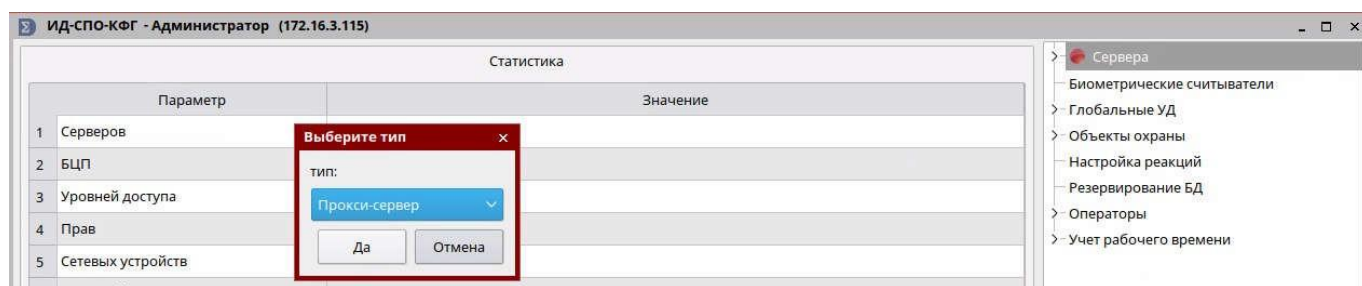 ИД-СПО-КФГ - Администратор (172.16.3.115)
Статистика
Параметр Значение
1 Серверов
2 БЦП
3 Уровней доступа
4 Прав
5 Сетевых устройств
Выберите тип
тип:
Прокси-сервер
Да Отмена
Сервера
Биометрические считыватели
Глобальные УД
Объекты охраны
Настройка реакций
Резервирование БД
Операторы
Учет рабочего времени